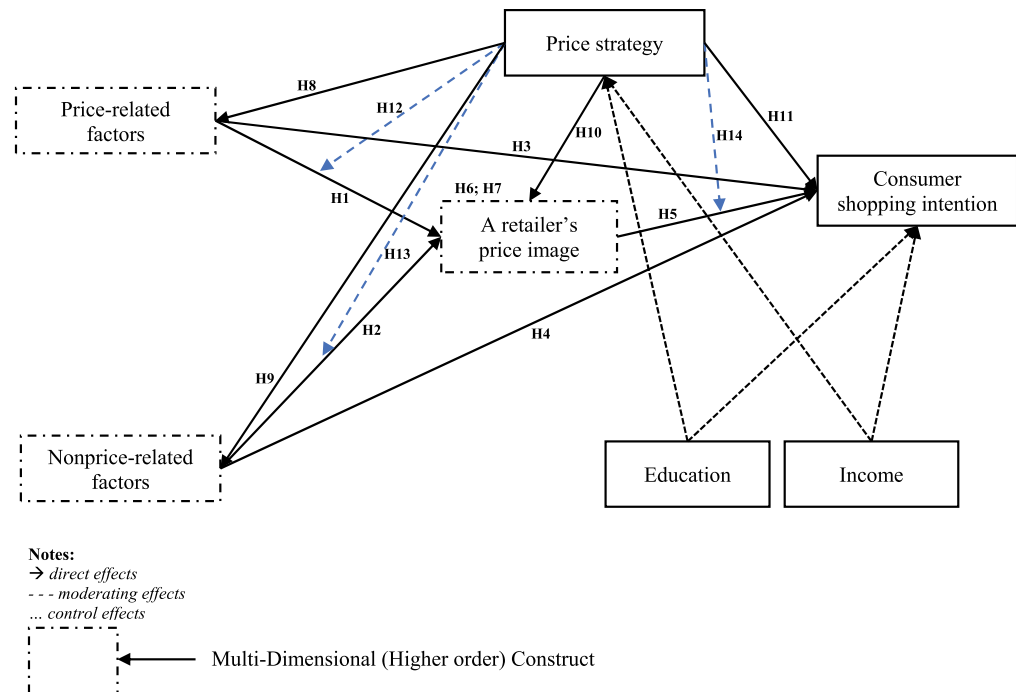 Price strategy
H8
Price-related
factors
H12
H11
H14
H10
H3
Consumer
shopping intention
H6; H7
H1
H5
A retailer's
price image
H13
H2
H4
H9
Nonprice-related
factors
Education
Income
Notes:
→ direct effects
- - - moderating effects
... control effects
Multi-Dimensional (Higher order) Construct